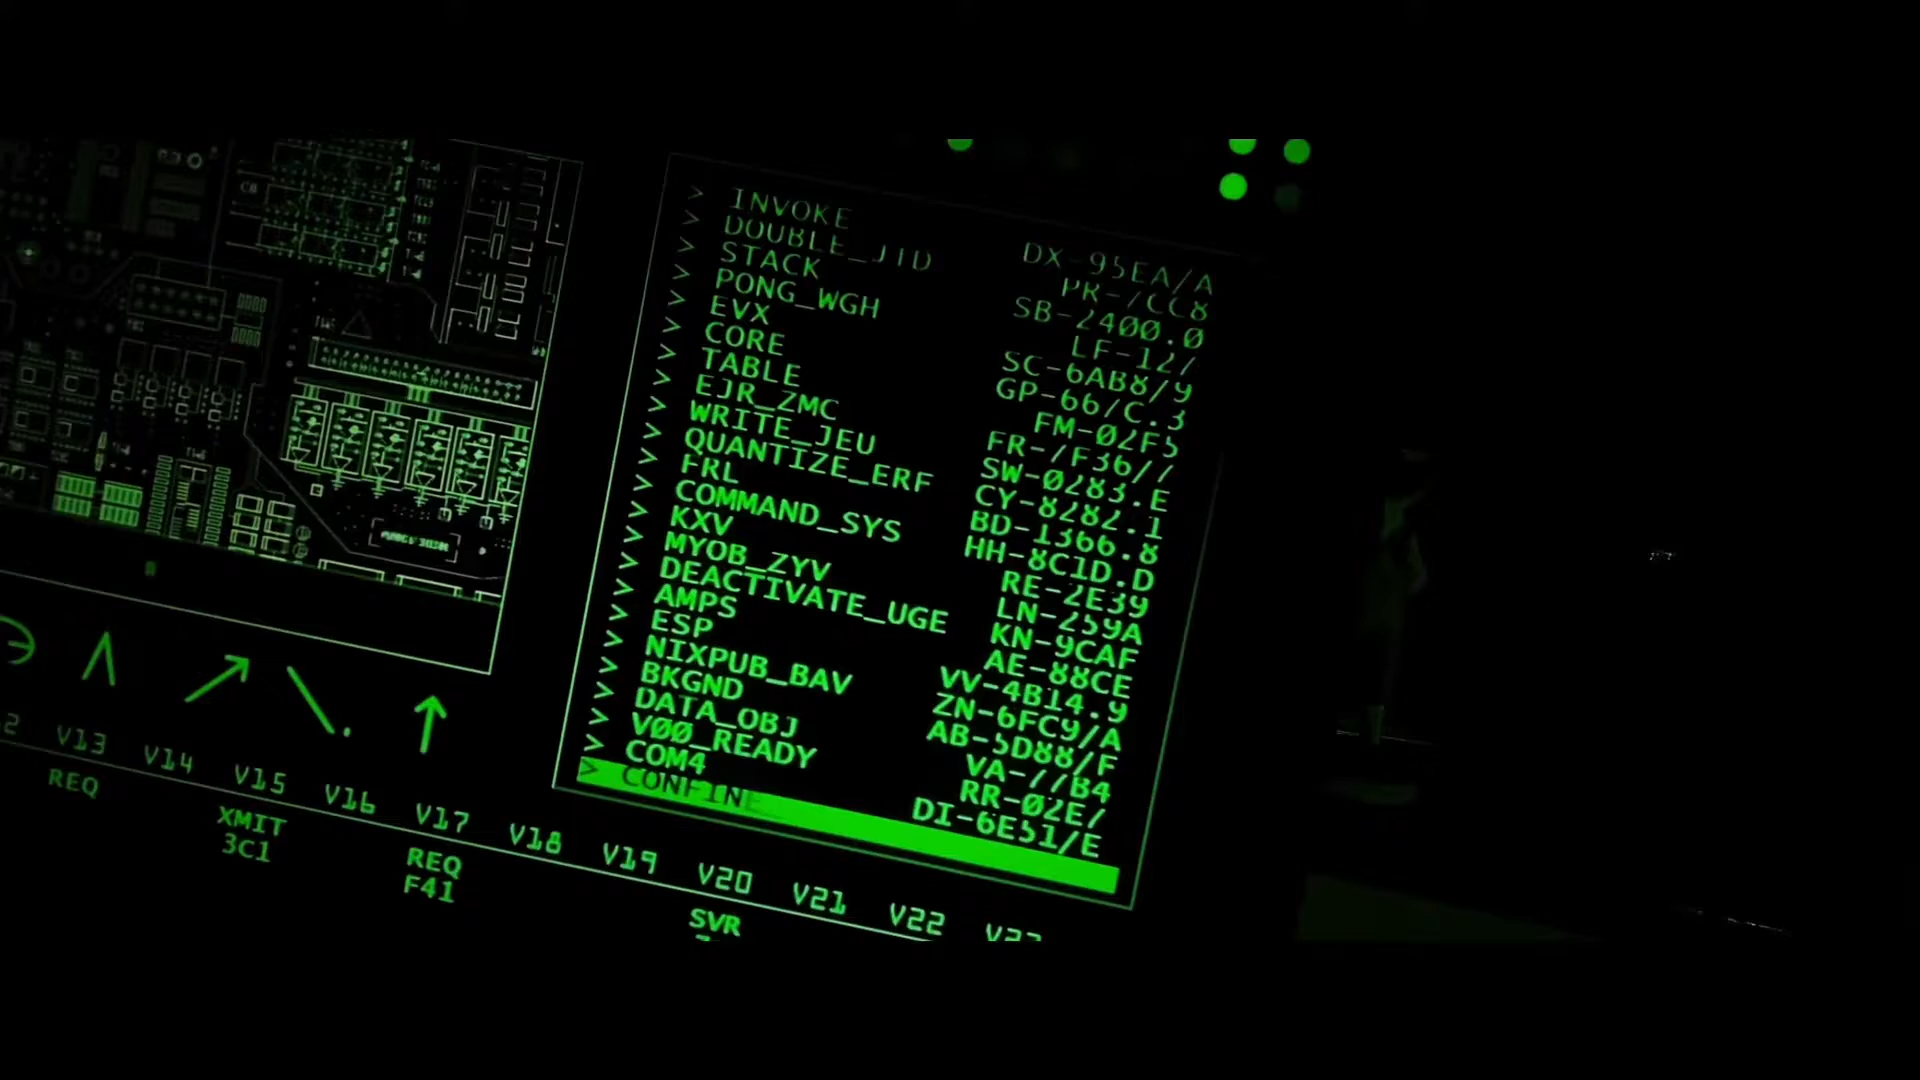 > INVOKE DX-95EA/A
> DOUBLE_JID PR-7CC8
> STACK SB-2400.0
> PONG_WGH LF-127
> EVX SC-6AB8/9
> CORE GP-667C.3
> TABLE FM-02F5
> EJR_ZMC FR-7F36/7
> WRITE_JEU SW-0283.E
> QUANTIZE_ERF CY-8282.1
> FRL BD-1366.8
> COMMAND_SYS HH-8C1D.D
> KXV RE-2E39
> MYOB_ZYV LN-259A
> DEACTIVATE_UGE KN-9CAF
> AMPS AE-88CE
> ESP VV-4B14.9
> NIXPUB_BAV ZN-6FC9/A
> BKGND AB-5D88/F
> DATA_OBJ VA-77B4
> V00_READY RR-02E7
> COM4 DI-6E51/E
> CONFINE
V13 V14 V15 V16 V17 V18 V19 V20 V21 V22
REQ
XMIT
3C1
REQ
F41
SVR